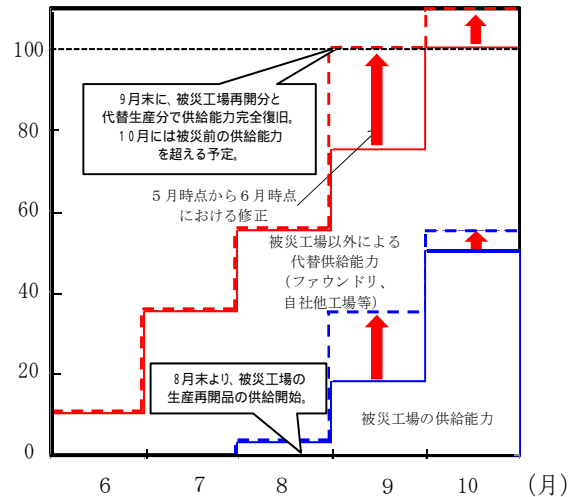 100
80
60
40
20
0
9月末に、被災工場再開分と
代替生産分で供給能力完全復旧。
10月には被災前の供給能力
を超える予定。
5月時点から6月時点
における修正
被災工場以外による
代替供給能力
(ファウンドリ、
自社他工場等)
8月末より、被災工場の
生産再開品の供給開始。
被災工場の供給能力
6 7 8 9 10 (月)